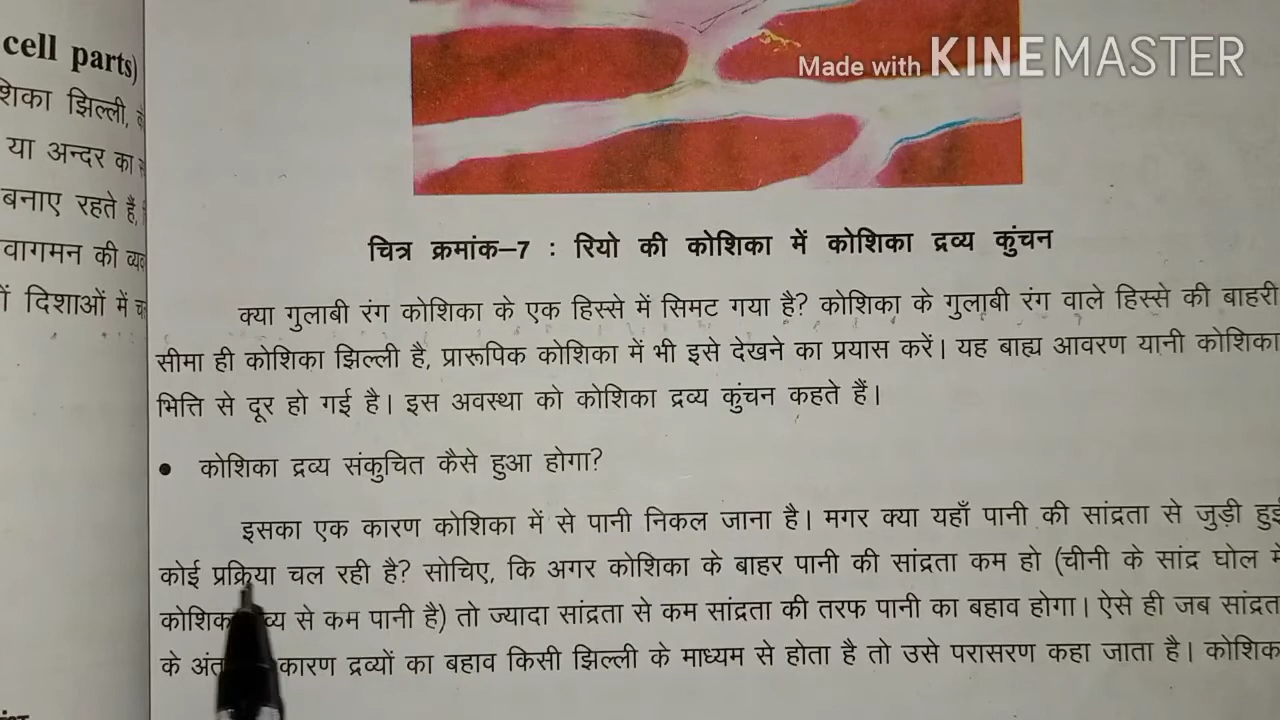 cell parts)
शिका झिल्ली,
या अन्दर का
बनाए रहते हैं,
वागमन की
दिशाओं में
Made with KINEMASTER
चित्र क्रमांक–7 : रियो की कोशिका में कोशिका द्रव्य कुंचन
क्या गुलाबी रंग कोशिका के एक हिस्से में सिमट गया है? कोशिका के गुलाबी रंग वाले हिस्से की बाहरी
सीमा ही कोशिका झिल्ली है, प्रारूपिक कोशिका में भी इसे देखने का प्रयास करें। यह बाह्य आवरण यानी कोशिका
भित्ति से दूर हो गई है। इस अवस्था को कोशिका द्रव्य कुंचन कहते हैं।
• कोशिका द्रव्य संकुचित कैसे हुआ होगा?
इसका एक कारण कोशिका में से पानी निकल जाना है। मगर क्या यहाँ पानी की सांद्रता से जुड़ी हुई
कोई प्रक्रिया चल रही है? सोचिए, कि अगर कोशिका के बाहर पानी की सांद्रता कम हो (चीनी के सांद्र घोल में
से कम पानी है) तो ज्यादा सांद्रता से कम सांद्रता की तरफ पानी का बहाव होगा। ऐसे ही जब सांद्रता
के कारण द्रव्यों का बहाव किसी झिल्ली के माध्यम से होता है तो उसे परासरण कहा जाता है। कोशिक